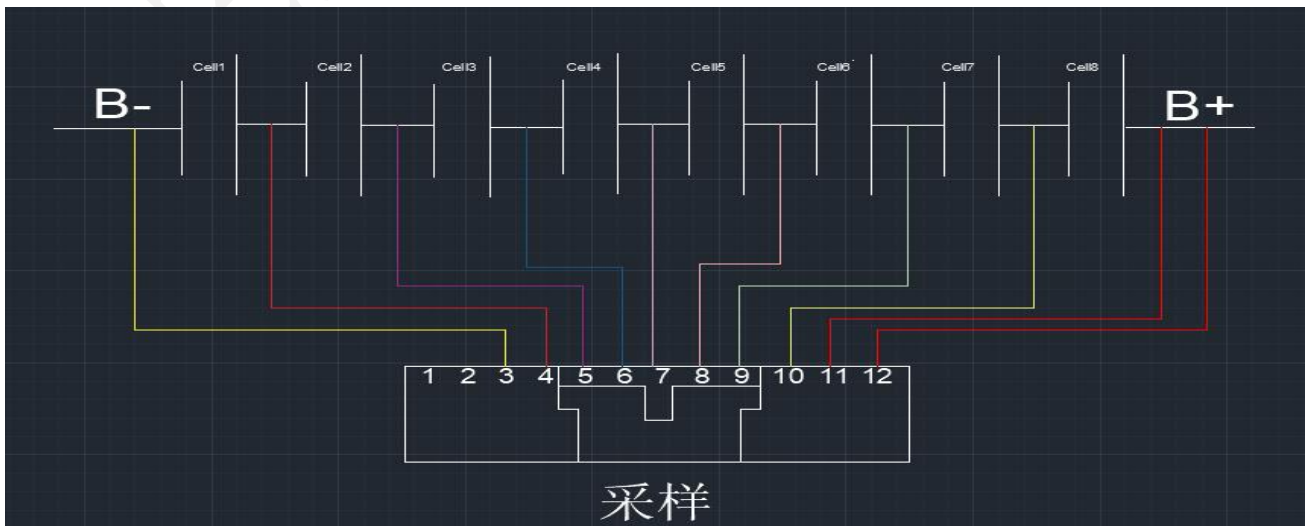 Cell1 Cell2 Cell3 Cell4 Cell5 Cell6 Cell7 Cell8
B- B+
1 2 3 4 5 6 7 8 9 10 11 12
采样